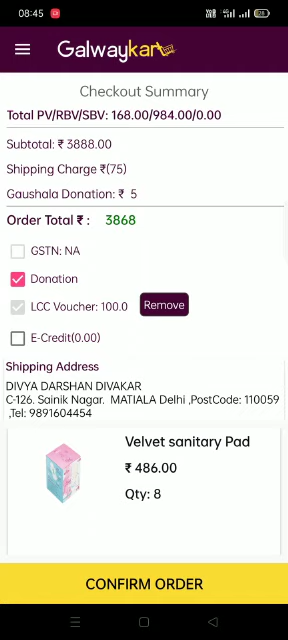 08:45
Galwaykart
Checkout Summary
Total PV/RBV/SBV: 168.00/984.00/0.00
Subtotal: ₹ 3888.00
Shipping Charge ₹(75)
Gaushala Donation: ₹ 5
Order Total ₹ : 3868
GSTN: NA
Donation
LCC Voucher: 100.0 Remove
E-Credit(0.00)
Shipping Address
DIVYA DARSHAN DIVAKAR
C-126. Sainik Nagar. MATIALA Delhi ,PostCode: 110059
,Tel: 9891604454
Velvet sanitary Pad
₹ 486.00
Qty: 8
CONFIRM ORDER